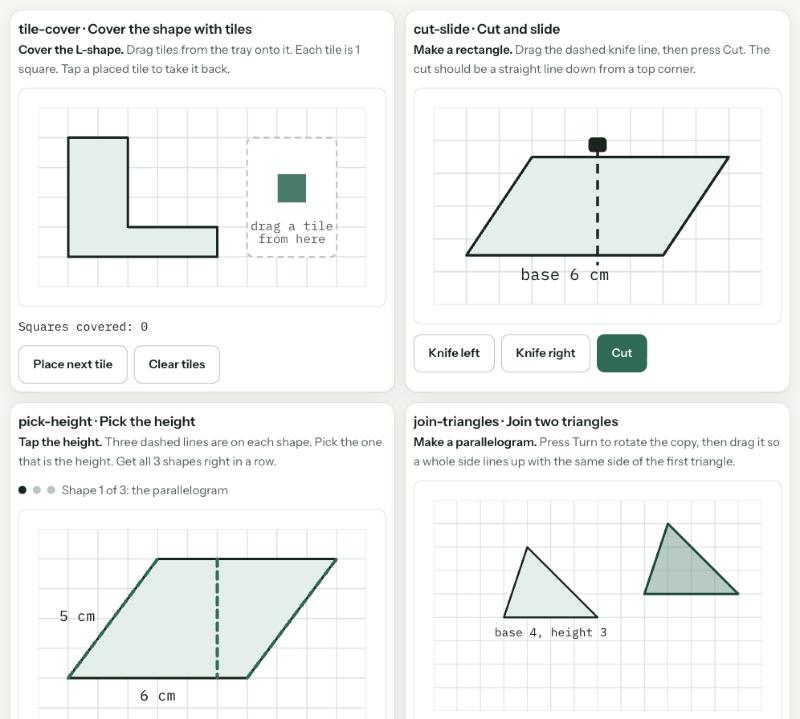 tile-cover · Cover the shape with tiles
Cover the L-shape. Drag tiles from the tray onto it. Each tile is 1
square. Tap a placed tile to take it back.
drag a tile
from here
Squares covered: 0
Place next tile
Clear tiles
cut-slide · Cut and slide
Make a rectangle. Drag the dashed knife line, then press Cut. The
cut should be a straight line down from a top corner.
base 6 cm
Knife left
Knife right
Cut
pick-height · Pick the height
Tap the height. Three dashed lines are on each shape. Pick the one
that is the height. Get all 3 shapes right in a row.
Shape 1 of 3: the parallelogram
5 cm
6 cm
join-triangles · Join two triangles
Make a parallelogram. Press Turn to rotate the copy, then drag it so
a whole side lines up with the same side of the first triangle.
base 4, height 3